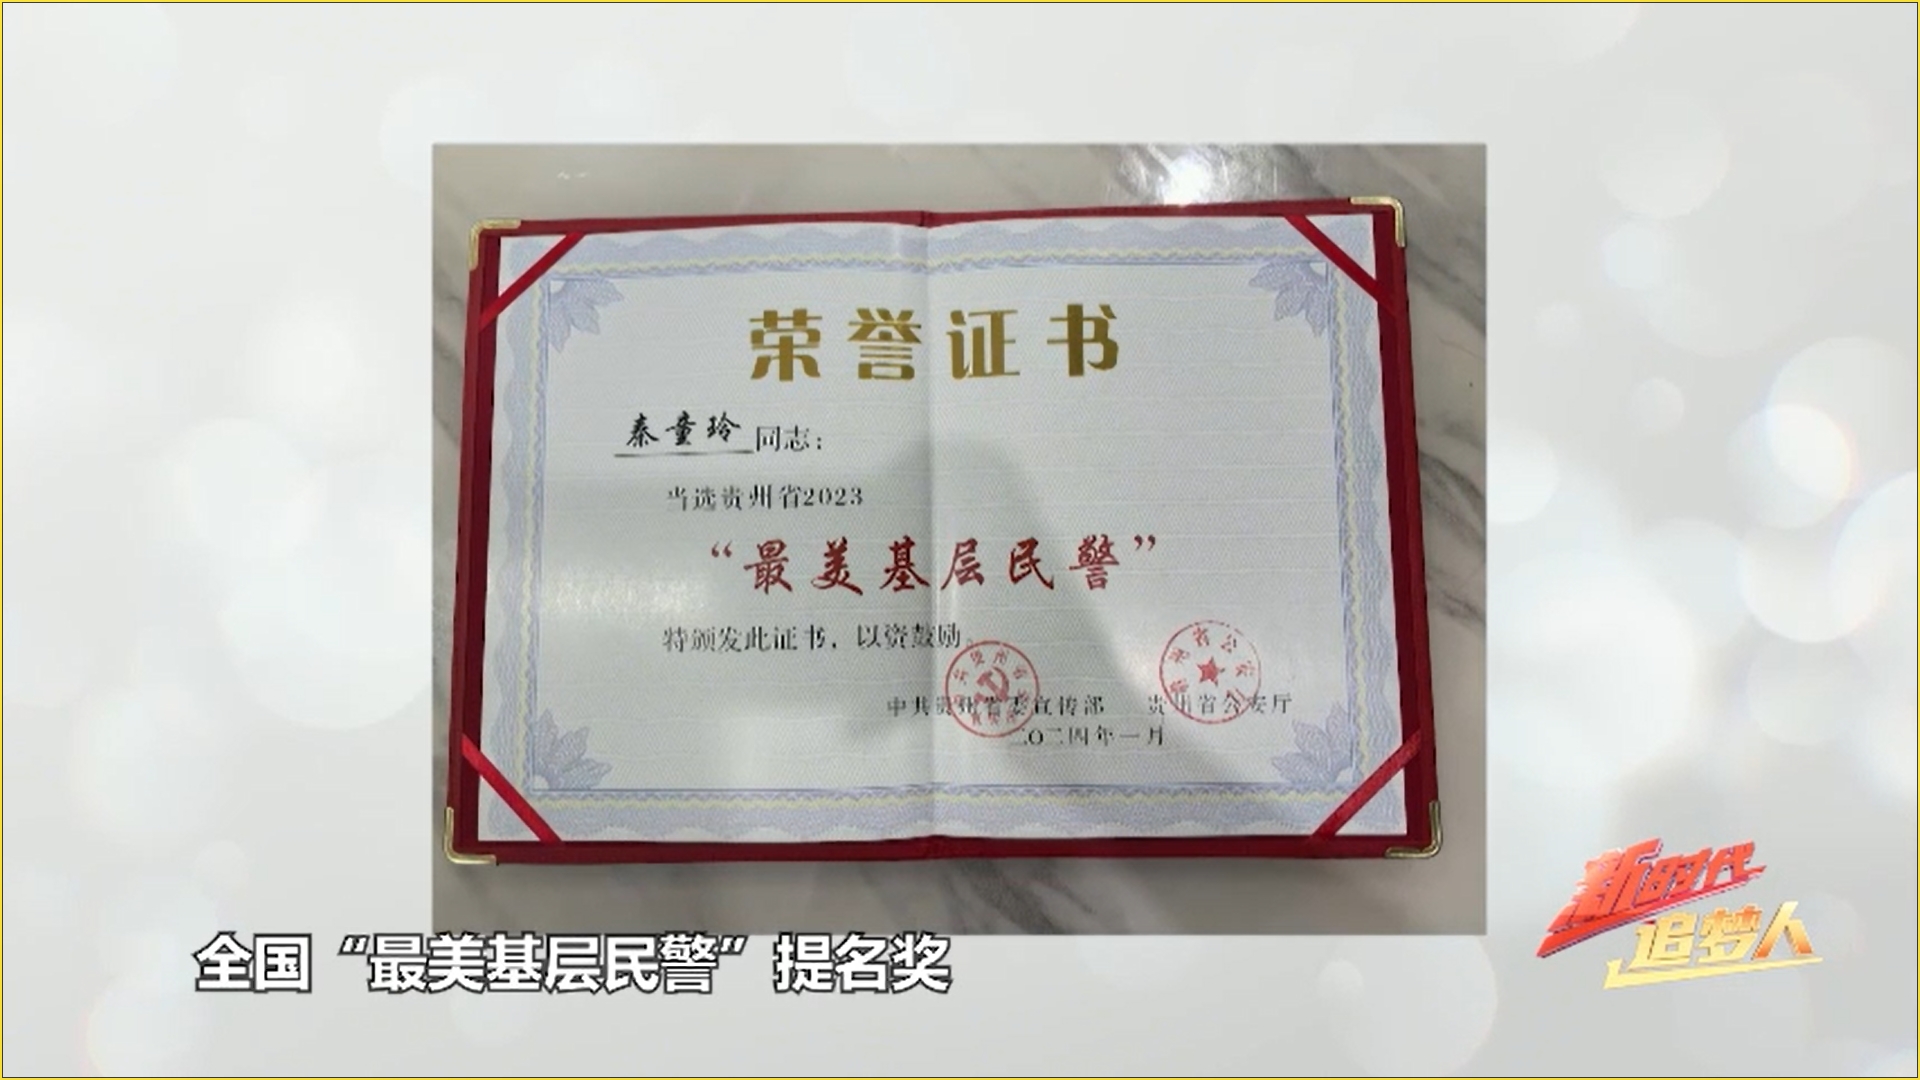 荣誉证书
秦童玲同志：
当选贵州省2023
“最美基层民警”
特颁发此证书，以资鼓励。
中共贵州省委宣传部 贵州省公安厅
二〇二四年一月
全国“最美基层民警”提名奖
新时代
追梦人